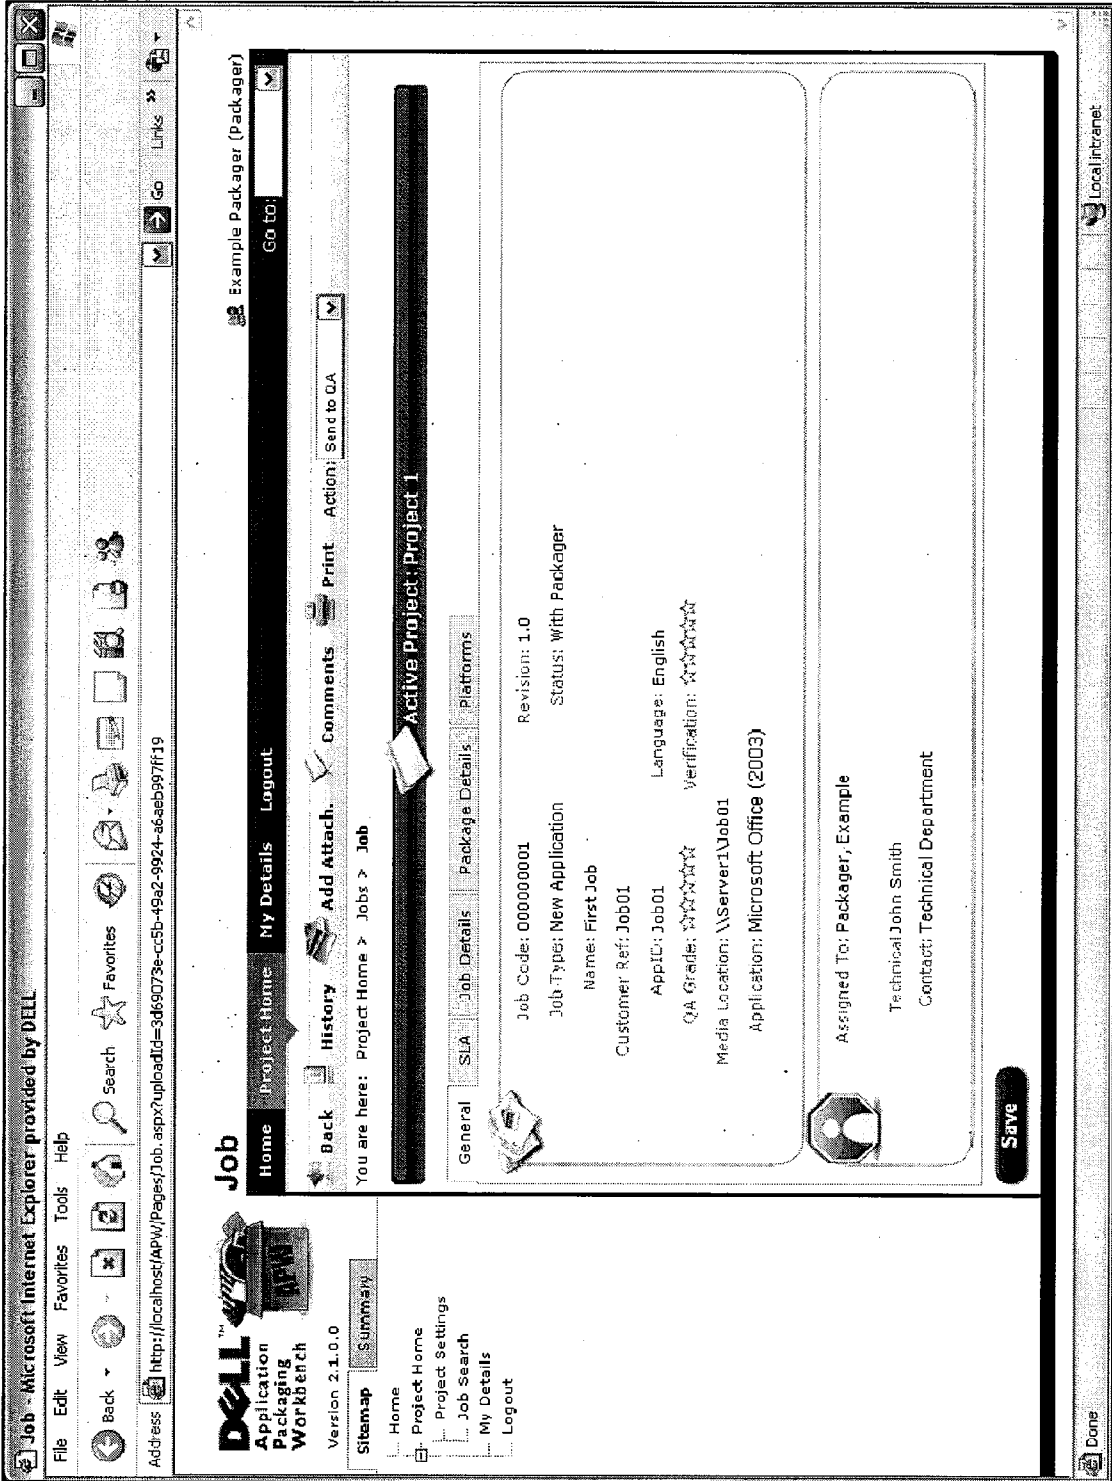 Job - Microsoft Internet Explorer provided by DELL
File Edit View Favorites Tools Help
Back Search Favorites
Address http://localhost/APW/Pages/Job.aspx?uploadId=3d69073e-cc5b-49a2-9924-a6aeb997ff19 Go Links »
DELL™
Application
Packaging
Workbench
APW
Version 2.1.0.0
Sitemap Summary
Home
Project Home
Project Settings
Job Search
My Details
Logout
Job
Example Packager (Packager)
Home Project Home My Details Logout Go to:
Back History Add Attach. Comments Print Action: Send to QA
You are here: Project Home > Jobs > Job
Active Project: Project 1
General SLA Job Details Package Details Platforms
Job Code: 000000001 Revision: 1.0
Job Type: New Application Status: With Packager
Name: First Job
Customer Ref: Job01
AppID: Job01 Language: English
QA Grade: ☆☆☆☆☆ Verification: ☆☆☆☆☆
Media Location: \\Server1\Job01
Application: Microsoft Office (2003)
Assigned To: Packager, Example
Technical John Smith
Contact: Technical Department
Save
Done Local intranet